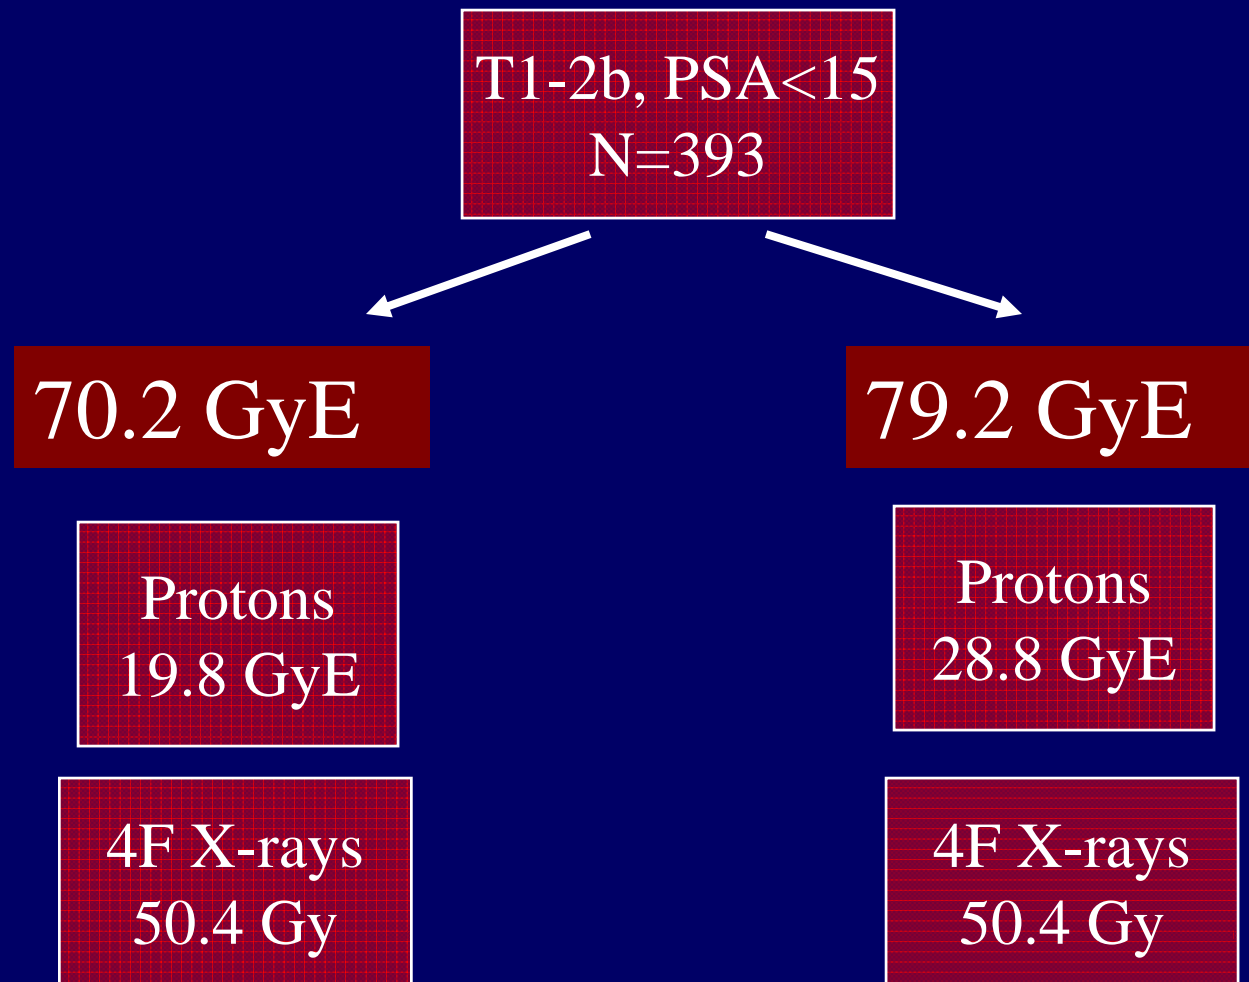 T1-2b, PSA<15
N=393
70.2 GyE
79.2 GyE
Protons
19.8 GyE
Protons
28.8 GyE
4F X-rays
50.4 Gy
4F X-rays
50.4 Gy